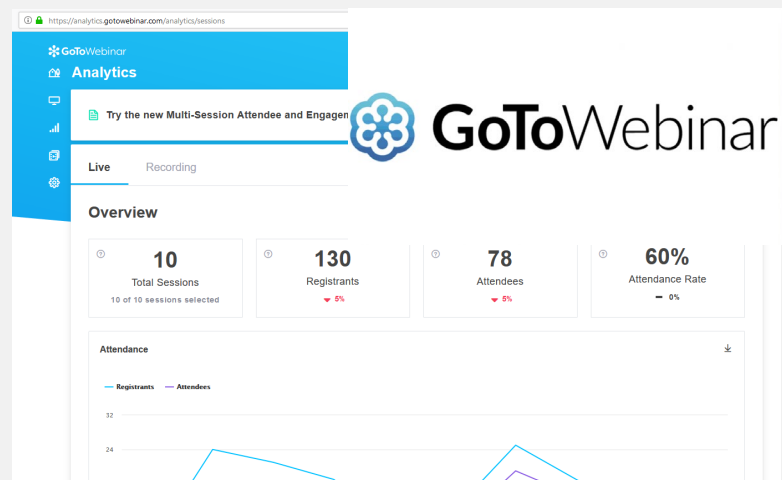 https://analytics.gotowebinar.com/analytics/sessions
GoToWebinar
Analytics
Try the new Multi-Session Attendee and Engagem
GoToWebinar
Live Recording
Overview
10 130 78 60%
Total Sessions Registrants Attendees Attendance Rate
10 of 10 sessions selected 5% 5% 0%
Attendance
Registrants Attendees
32
24